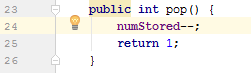 23 public int pop() {
24 numStored--;
25 return 1;
26 }